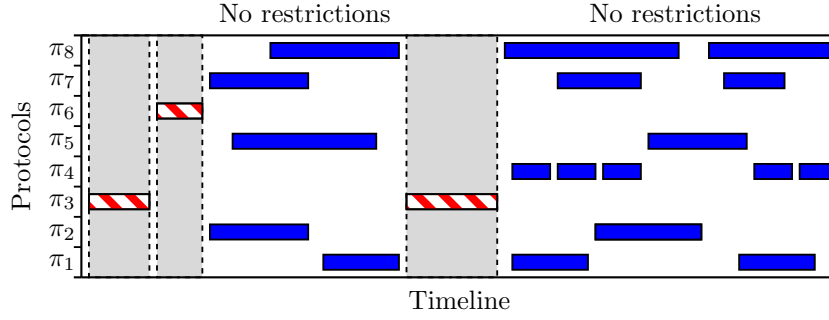 No restrictions No restrictions
π8
π7
π6
π5
π4
π3
π2
π1
Protocols
Timeline